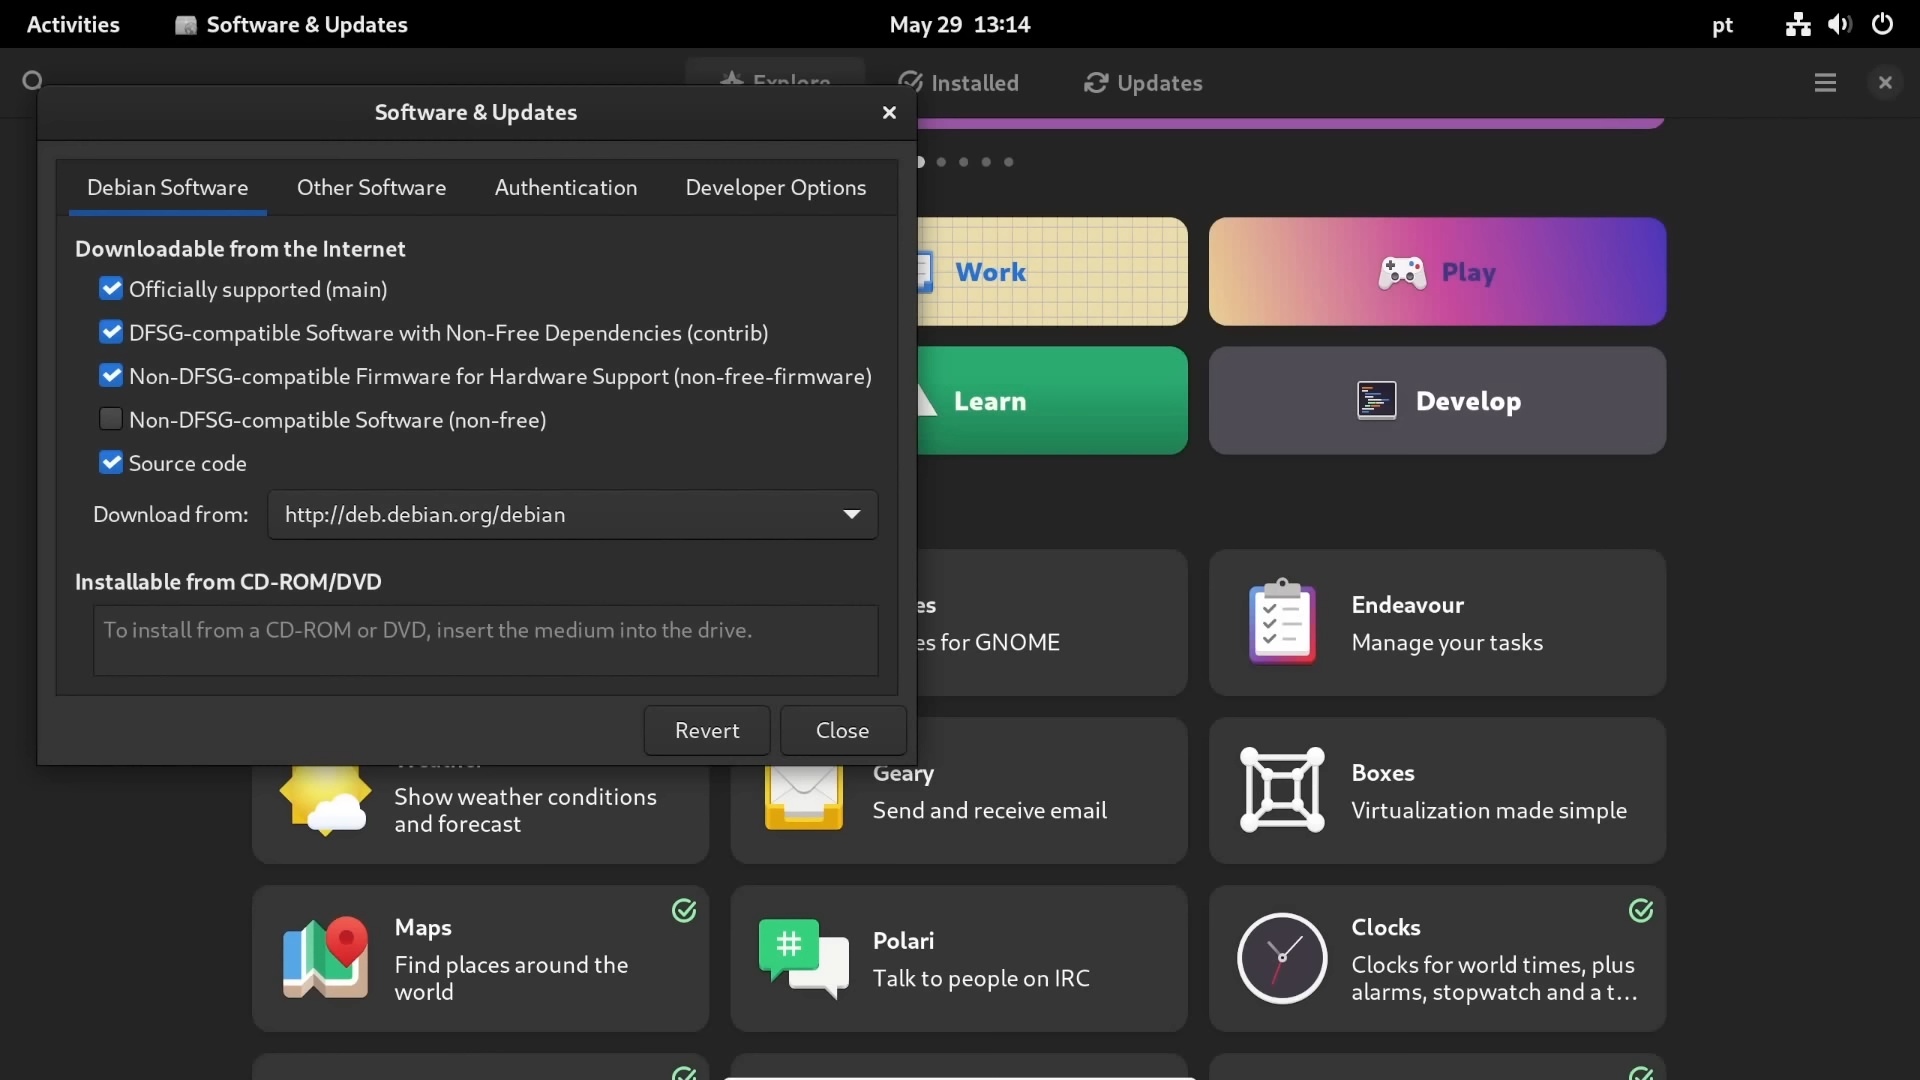 Activities
Software & Updates
May 29 13:14
pt
Explore
Installed
Updates
Software & Updates
Debian Software
Other Software
Authentication
Developer Options
Downloadable from the Internet
Officially supported (main)
DFSG-compatible Software with Non-Free Dependencies (contrib)
Non-DFSG-compatible Firmware for Hardware Support (non-free-firmware)
Non-DFSG-compatible Software (non-free)
Source code
Download from:
http://deb.debian.org/debian
Installable from CD-ROM/DVD
To install from a CD-ROM or DVD, insert the medium into the drive.
Revert
Close
Work
Play
Learn
Develop
es
es for GNOME
Endeavour
Manage your tasks
Show weather conditions
and forecast
Geary
Send and receive email
Boxes
Virtualization made simple
Maps
Find places around the
world
Polari
Talk to people on IRC
Clocks
Clocks for world times, plus
alarms, stopwatch and a t…